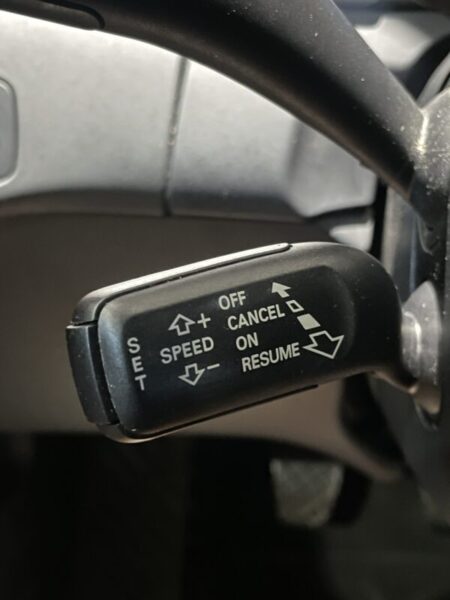 OFF
+ CANCEL
SET SPEED ON
- RESUME